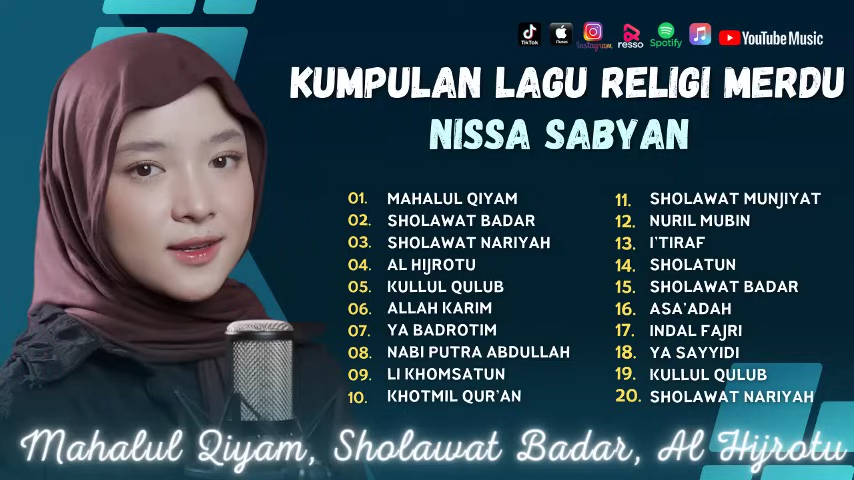 TikTok
iTunes
Instagram
resso
Spotify
YouTube Music
KUMPULAN LAGU RELIGI MERDU
NISSA SABYAN
01. MAHALUL QIYAM
02. SHOLAWAT BADAR
03. SHOLAWAT NARIYAH
04. AL HIJROTU
05. KULLUL QULUB
06. ALLAH KARIM
07. YA BADROTIM
08. NABI PUTRA ABDULLAH
09. LI KHOMSATUN
10. KHOTMIL QUR'AN
11. SHOLAWAT MUNJIYAT
12. NURIL MUBIN
13. I'TIRAF
14. SHOLATUN
15. SHOLAWAT BADAR
16. ASA'ADAH
17. INDAL FAJRI
18. YA SAYYIDI
19. KULLUL QULUB
20. SHOLAWAT NARIYAH
Mahalul Qiyam, Sholawat Badar, Al Hijrotu